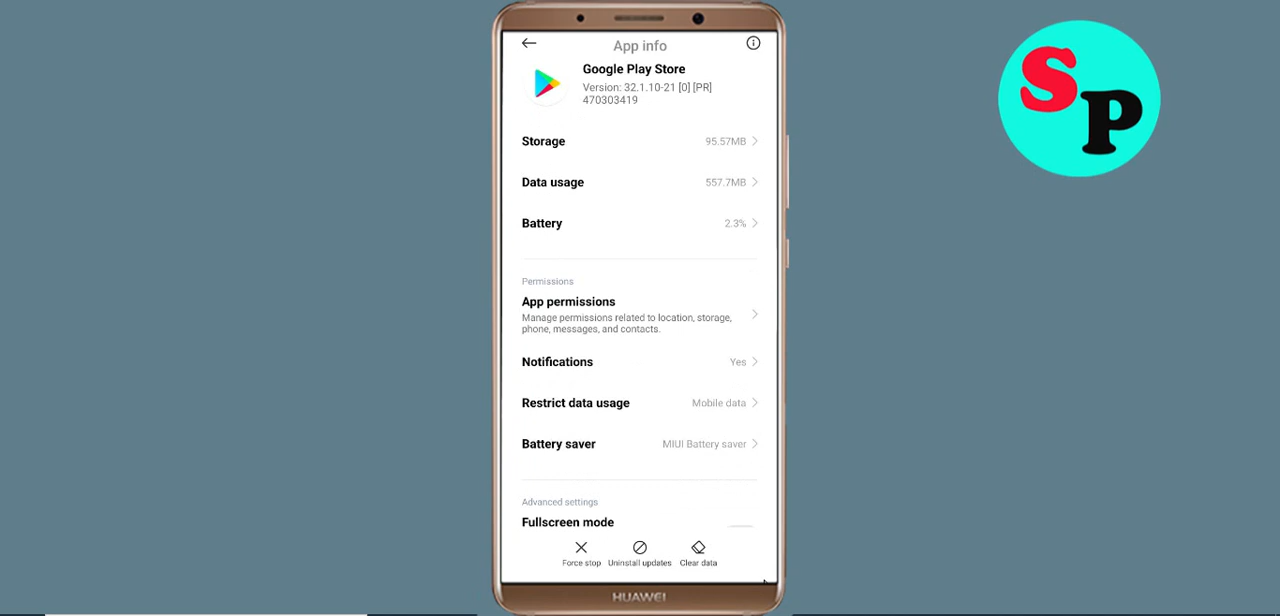 App info
Google Play Store
Version: 32.1.10-21 [0] [PR]
470303419
Storage 95.57MB
Data usage 557.7MB
Battery 2.3%
Permissions
App permissions
Manage permissions related to location, storage,
phone, messages, and contacts.
Notifications Yes
Restrict data usage Mobile data
Battery saver MIUI Battery saver
Advanced settings
Fullscreen mode
Force stop Uninstall updates Clear data
HUAWEI
SP